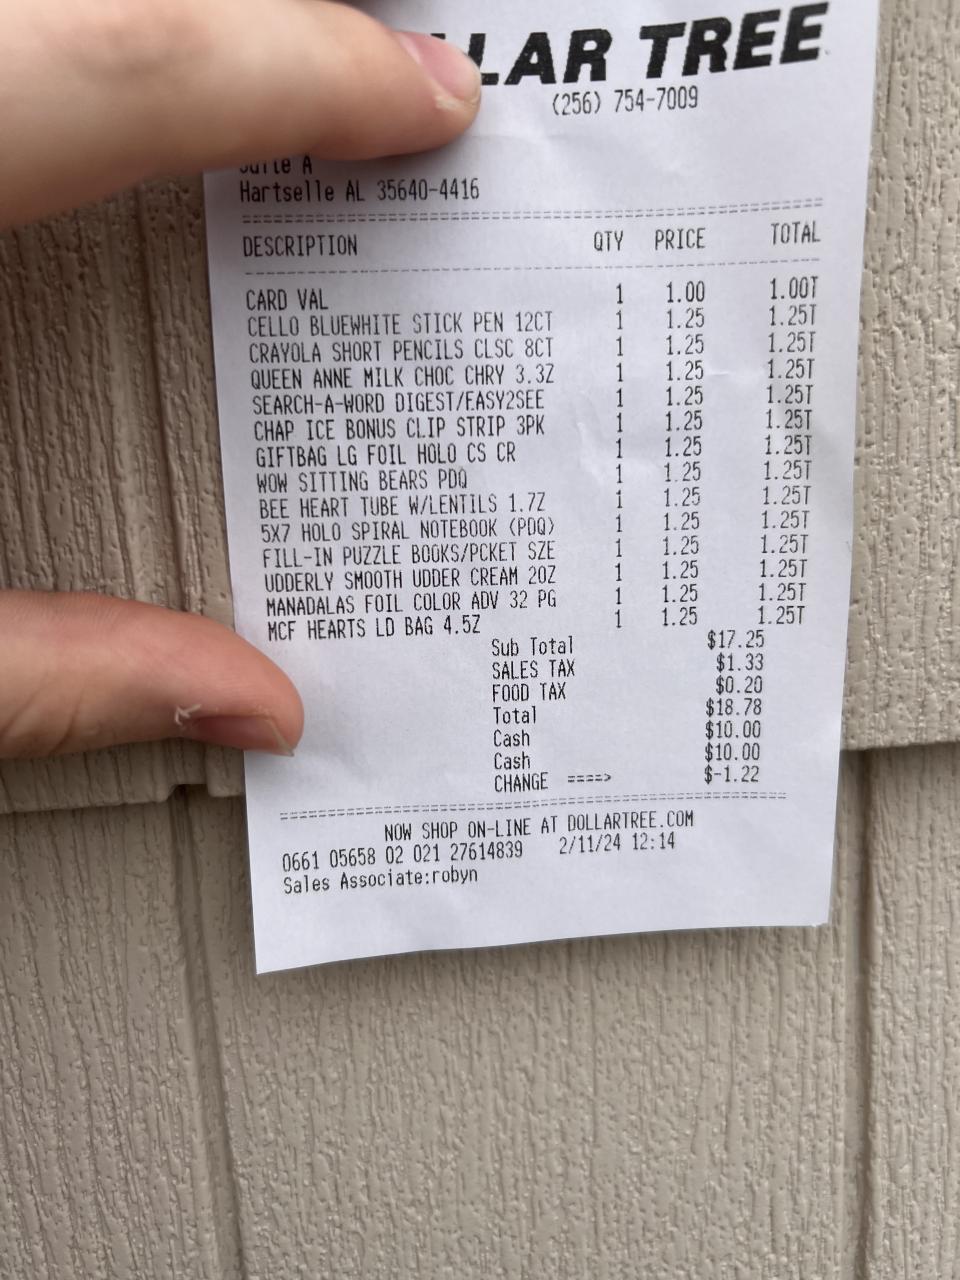 LLAR TREE
(256) 754-7009
Suite A
Hartselle AL 35640-4416
DESCRIPTION QTY PRICE TOTAL
CARD VAL 1 1.00 1.00T
CELLO BLUEWHITE STICK PEN 12CT 1 1.25 1.25T
CRAYOLA SHORT PENCILS CLSC 8CT 1 1.25 1.25T
QUEEN ANNE MILK CHOC CHRY 3.3Z 1 1.25 1.25T
SEARCH-A-WORD DIGEST/EASY2SEE 1 1.25 1.25T
CHAP ICE BONUS CLIP STRIP 3PK 1 1.25 1.25T
GIFTBAG LG FOIL HOLO CS CR 1 1.25 1.25T
WOW SITTING BEARS PDQ 1 1.25 1.25T
BEE HEART TUBE W/LENTILS 1.7Z 1 1.25 1.25T
5X7 HOLO SPIRAL NOTEBOOK (PDQ) 1 1.25 1.25T
FILL-IN PUZZLE BOOKS/PCKET SZE 1 1.25 1.25T
UDDERLY SMOOTH UDDER CREAM 2OZ 1 1.25 1.25T
MANADALAS FOIL COLOR ADV 32 PG 1 1.25 1.25T
MCF HEARTS LD BAG 4.5Z 1 1.25 1.25T
Sub Total $17.25
SALES TAX $1.33
FOOD TAX $0.20
Total $18.78
Cash $10.00
Cash $10.00
CHANGE ====> $-1.22
NOW SHOP ON-LINE AT DOLLARTREE.COM
0661 05658 02 021 27614839 2/11/24 12:14
Sales Associate:robyn